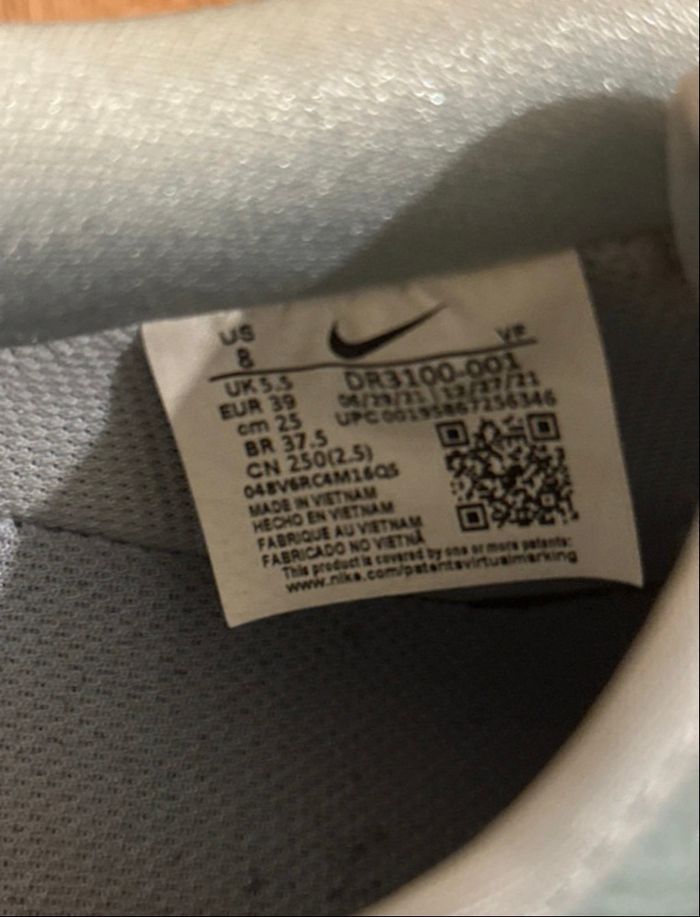 US
8
VF
UK 5.5
EUR 39
cm 25
BR 37.5
CN 250(2.5)
DR3100-001
06/29/21 | 12/27/21
UPC 00195867256346
048V6RC4M16QS
MADE IN VIETNAM
HECHO EN VIETNAM
FABRIQUE AU VIETNAM
FABRICADO NO VIETNÃ
This product is covered by one or more patents:
www.nike.com/patentsvirtualmarking